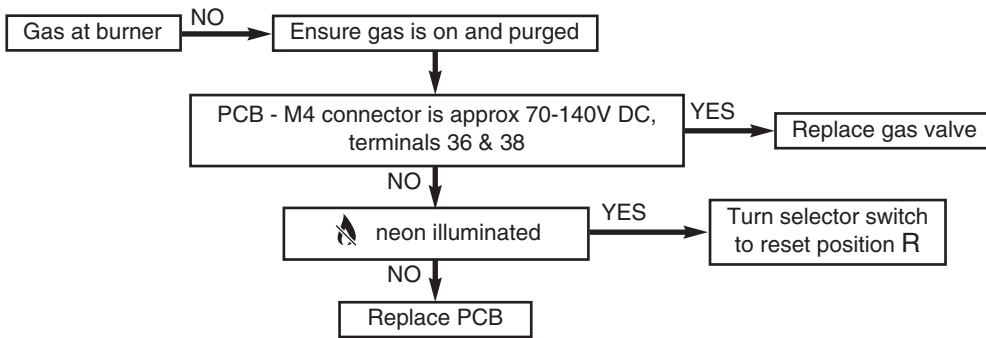 Gas at burner
NO
Ensure gas is on and purged
PCB - M4 connector is approx 70-140V DC,
terminals 36 & 38
YES
Replace gas valve
NO
neon illuminated
YES
Turn selector switch
to reset position R
NO
Replace PCB